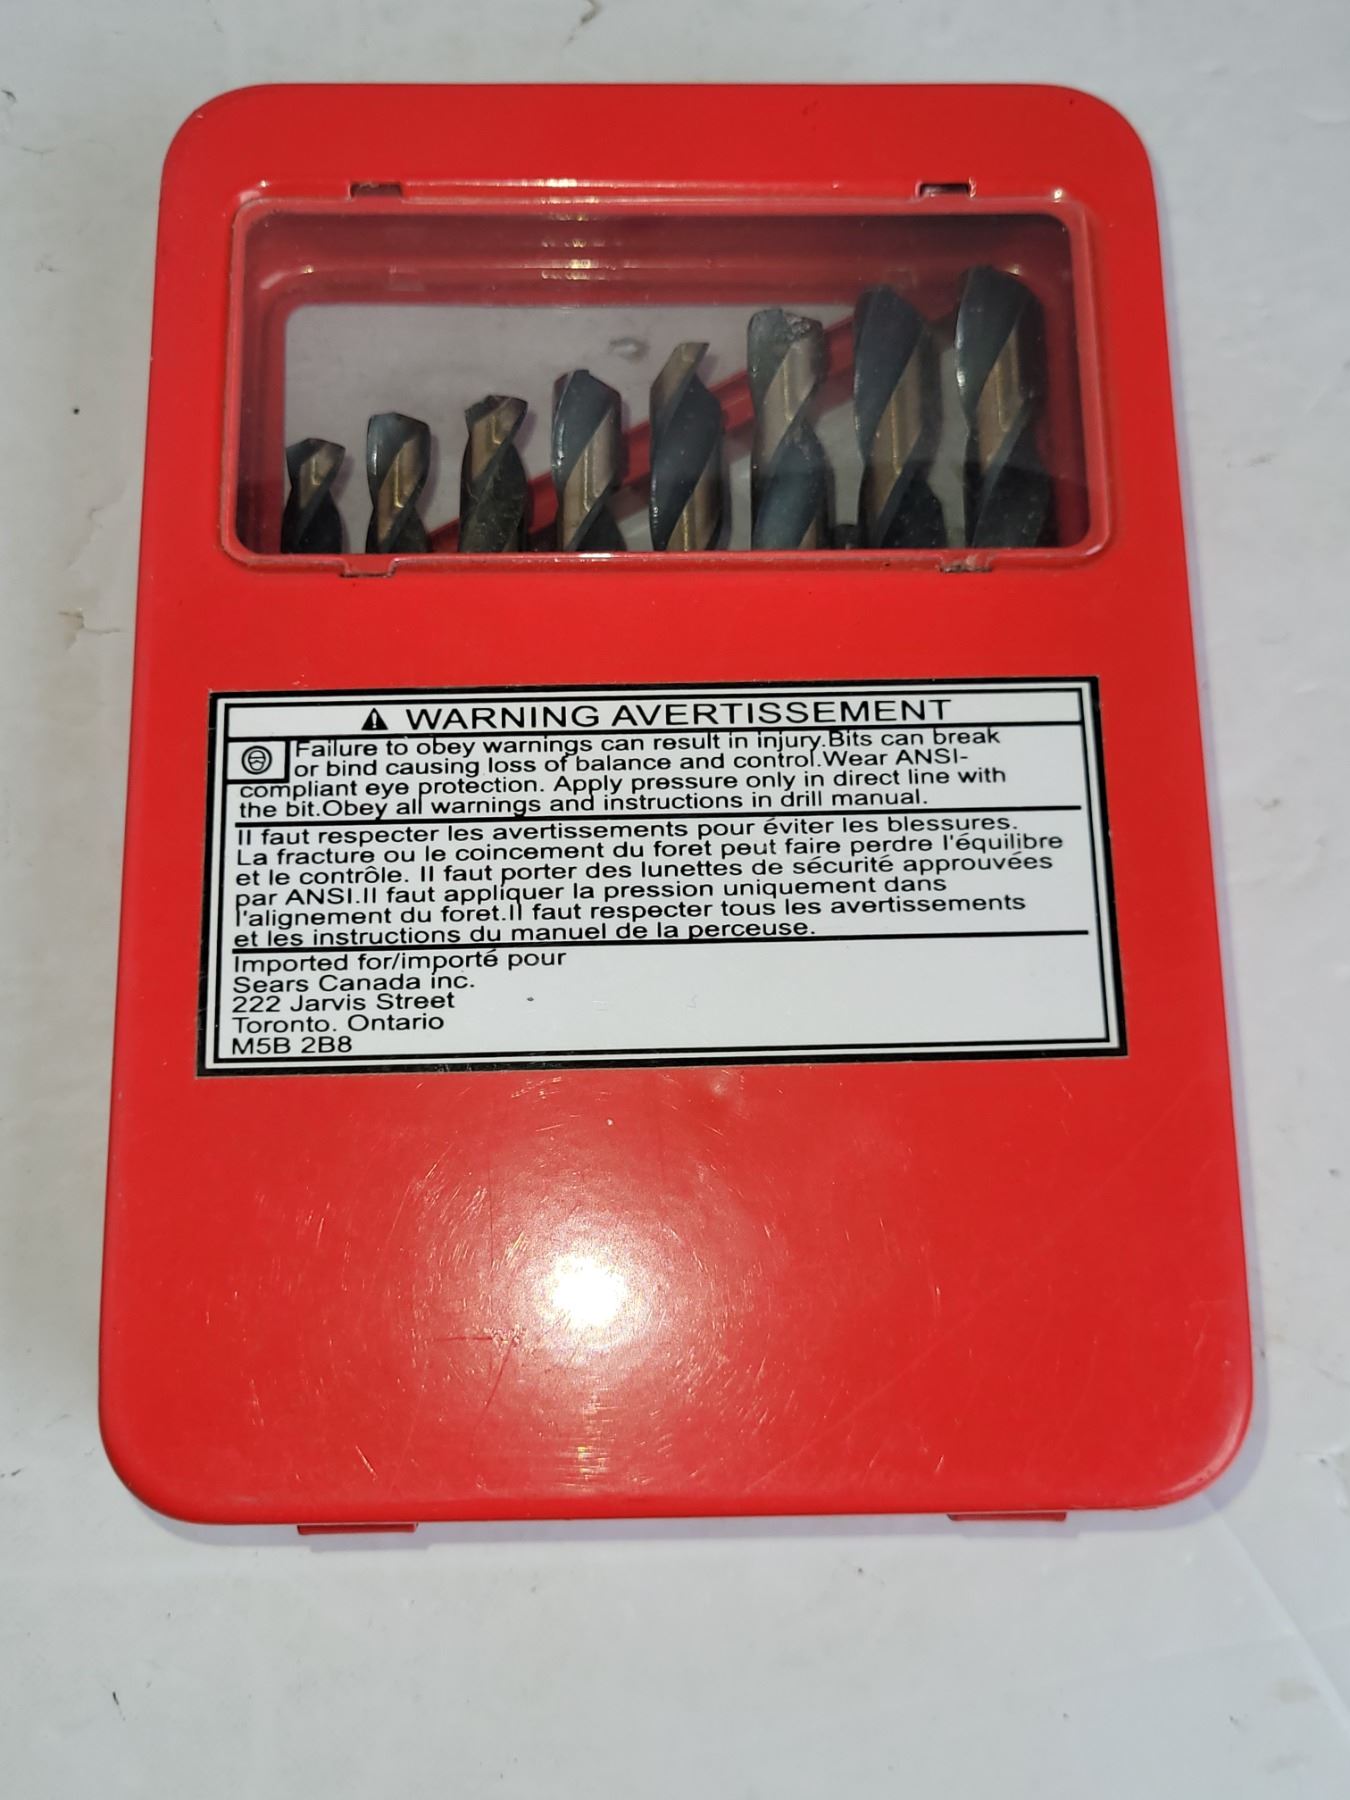 WARNING AVERTISSEMENT
Failure to obey warnings can result in injury.Bits can break
or bind causing loss of balance and control.Wear ANSI-
compliant eye protection. Apply pressure only in direct line with
the bit.Obey all warnings and instructions in drill manual.
Il faut respecter les avertissements pour éviter les blessures.
La fracture ou le coincement du foret peut faire perdre l'équilibre
et le contrôle. Il faut porter des lunettes de sécurité approuvées
par ANSI.Il faut appliquer la pression uniquement dans
l'alignement du foret.Il faut respecter tous les avertissements
et les instructions du manuel de la perceuse.
Imported for/importé pour
Sears Canada inc.
222 Jarvis Street
Toronto. Ontario
M5B 2B8